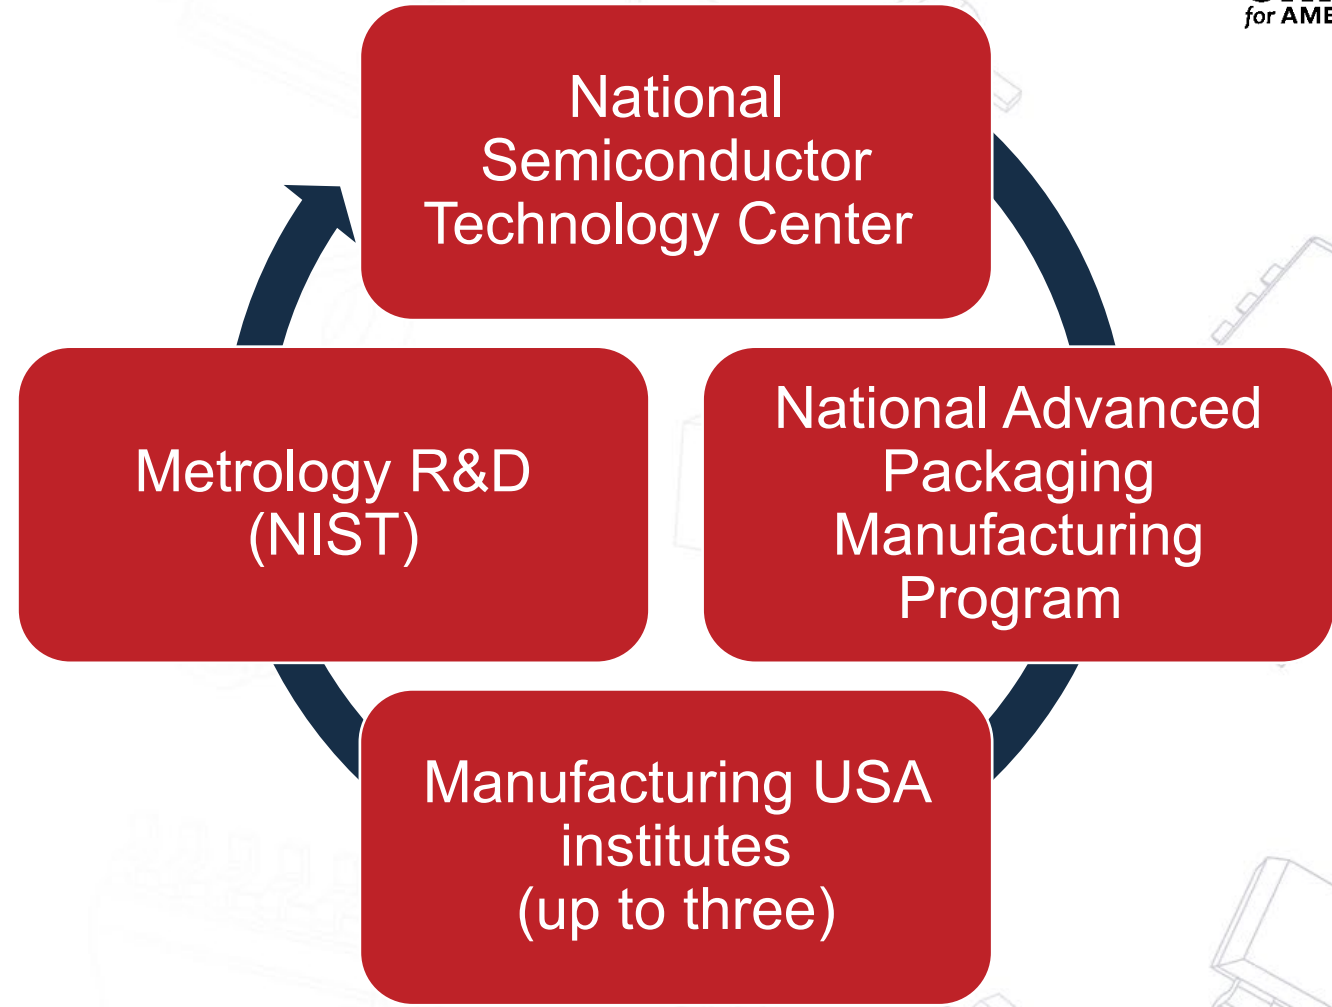 for AME
National
Semiconductor
Technology Center
National Advanced
Packaging
Manufacturing
Program
Metrology R&D
(NIST)
Manufacturing USA
institutes
(up to three)